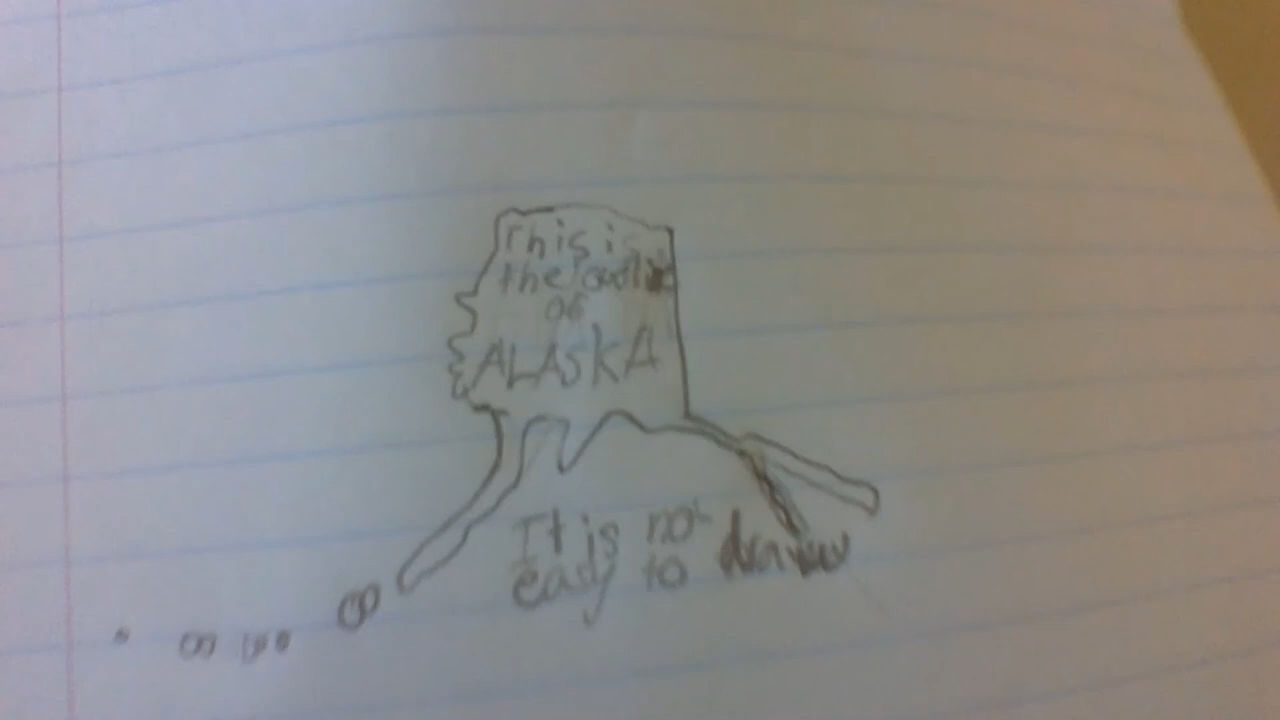 This is
the outline
of
ALASKA
It is not
easy to draw